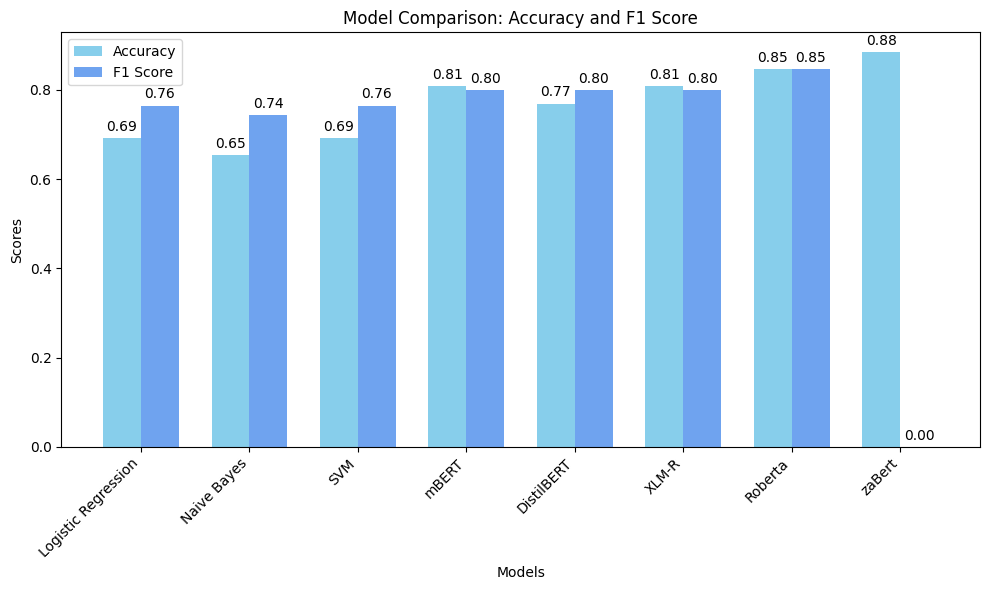 Model Comparison: Accuracy and F1 Score
Accuracy
F1 Score
Scores
0.8
0.6
0.4
0.2
0.0
0.69
0.76
0.65
0.74
0.69
0.76
0.81
0.80
0.77
0.80
0.81
0.80
0.85
0.85
0.88
0.00
Logistic Regression
Naive Bayes
SVM
mBERT
DistilBERT
XLM-R
Roberta
zaBert
Models